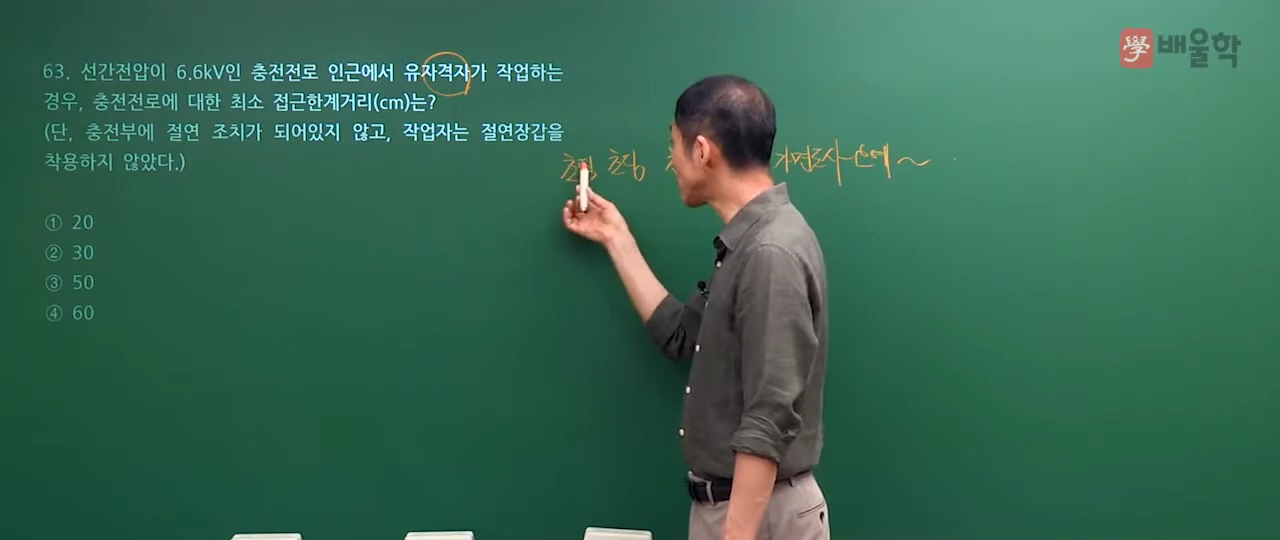 學 배울학
63. 선간전압이 6.6kV인 충전전로 인근에서 유자격자가 작업하는
경우, 충전전로에 대한 최소 접근한계거리(cm)는?
(단, 충전부에 절연 조치가 되어있지 않고, 작업자는 절연장갑을
착용하지 않았다.)
① 20
② 30
③ 50
④ 60